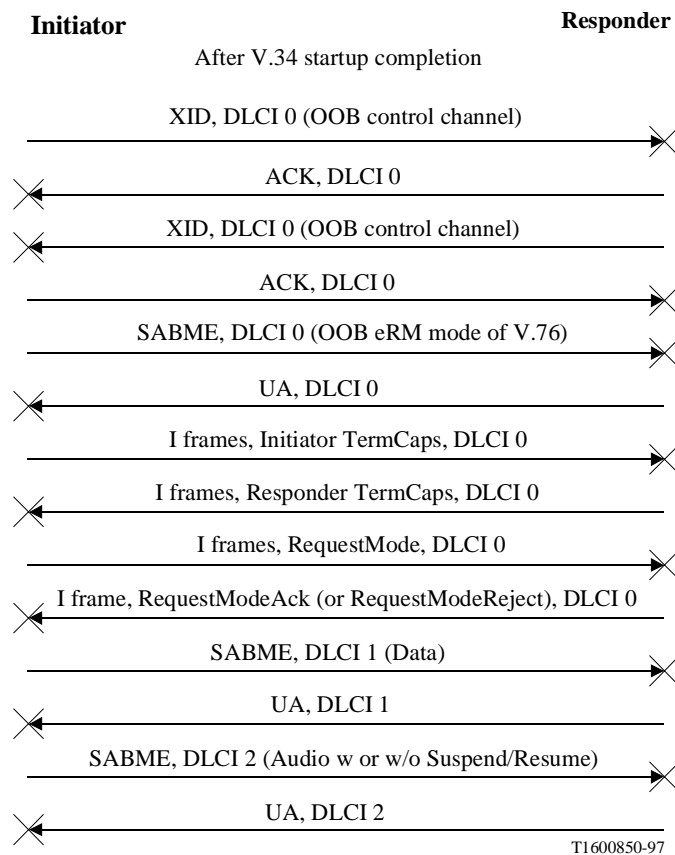 Initiator
Responder
After V.34 startup completion
XID, DLCI 0 (OOB control channel)
ACK, DLCI 0
XID, DLCI 0 (OOB control channel)
ACK, DLCI 0
SABME, DLCI 0 (OOB eRM mode of V.76)
UA, DLCI 0
I frames, Initiator TermCaps, DLCI 0
I frames, Responder TermCaps, DLCI 0
I frames, RequestMode, DLCI 0
I frame, RequestModeAck (or RequestModeReject), DLCI 0
SABME, DLCI 1 (Data)
UA, DLCI 1
SABME, DLCI 2 (Audio w or w/o Suspend/Resume)
UA, DLCI 2
T1600850-97